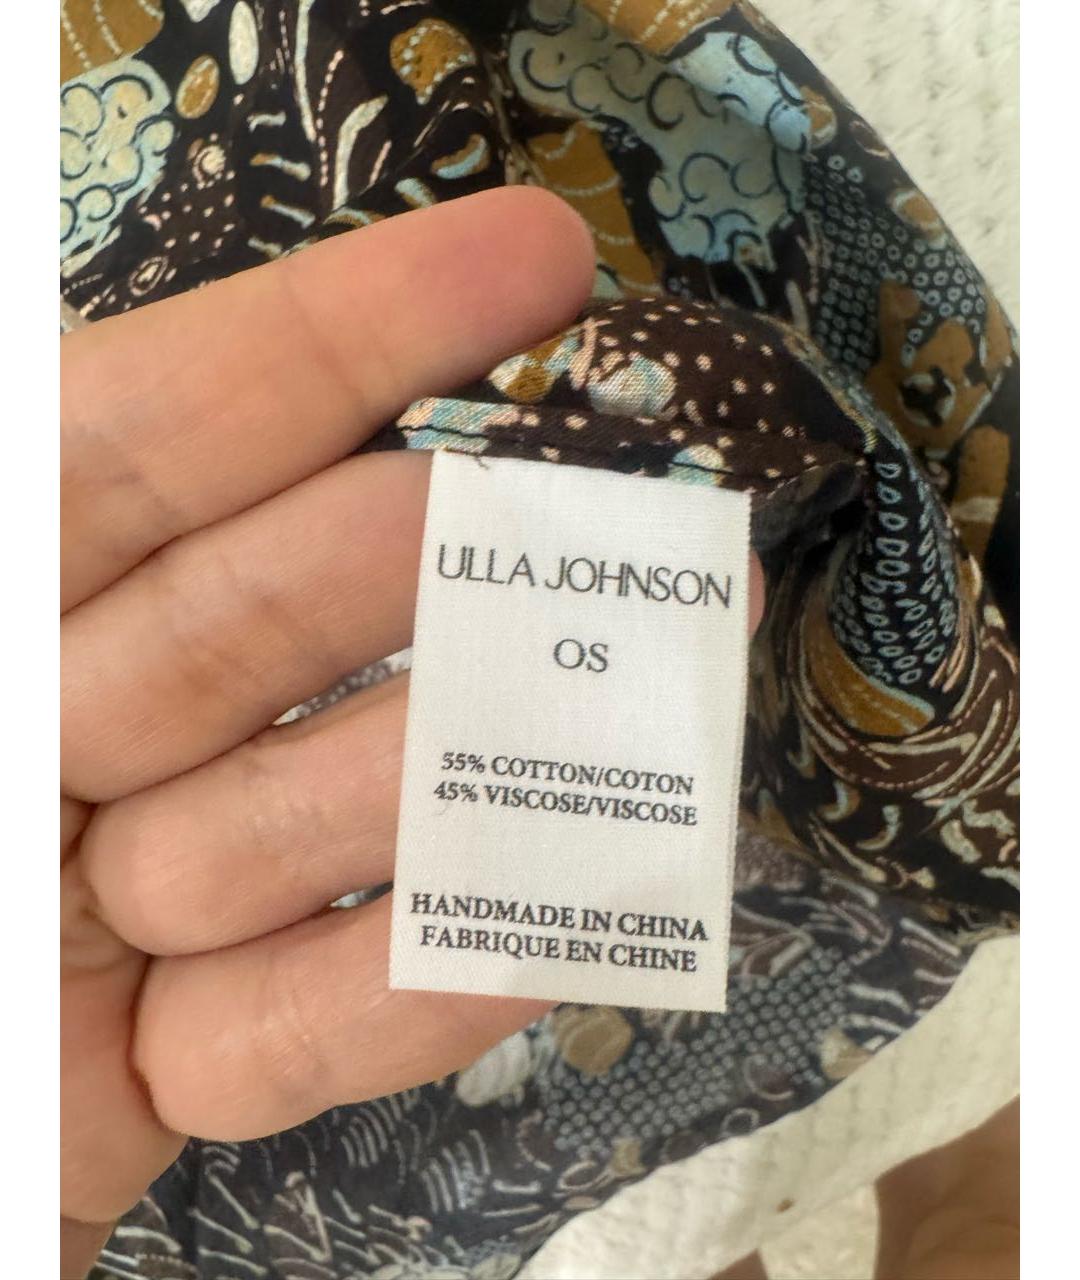 ULLA JOHNSON
OS
55% COTTON/COTON
45% VISCOSE/VISCOSE
HANDMADE IN CHINA
FABRIQUE EN CHINE